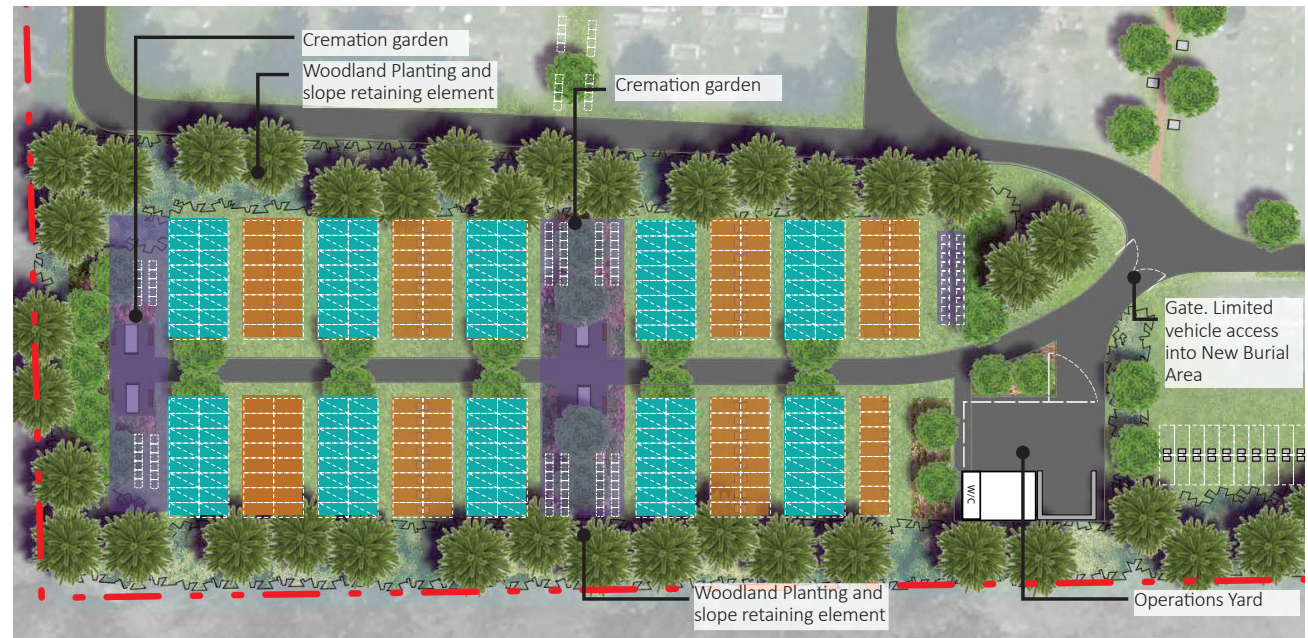 Cremation garden
Woodland Planting and
slope retaining element
Cremation garden
Gate. Limited
vehicle access
into New Burial
Area
W/C
Woodland Planting and
slope retaining element
Operations Yard